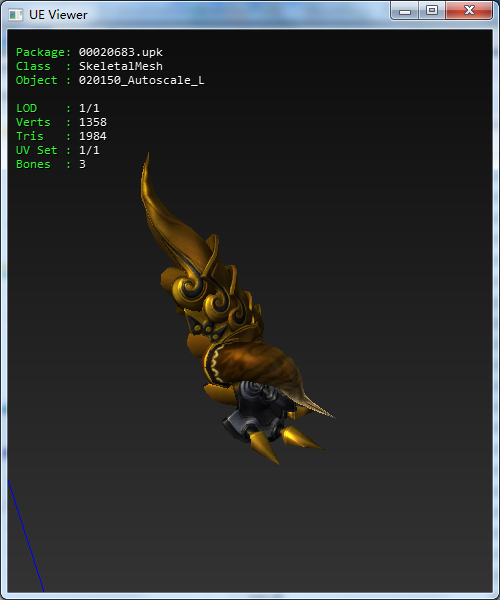 UE Viewer
Package: 00020683.upk
Class  : SkeletalMesh
Object : 020150_Autoscale_L
LOD    : 1/1
Verts  : 1358
Tris   : 1984
UV Set : 1/1
Bones  : 3